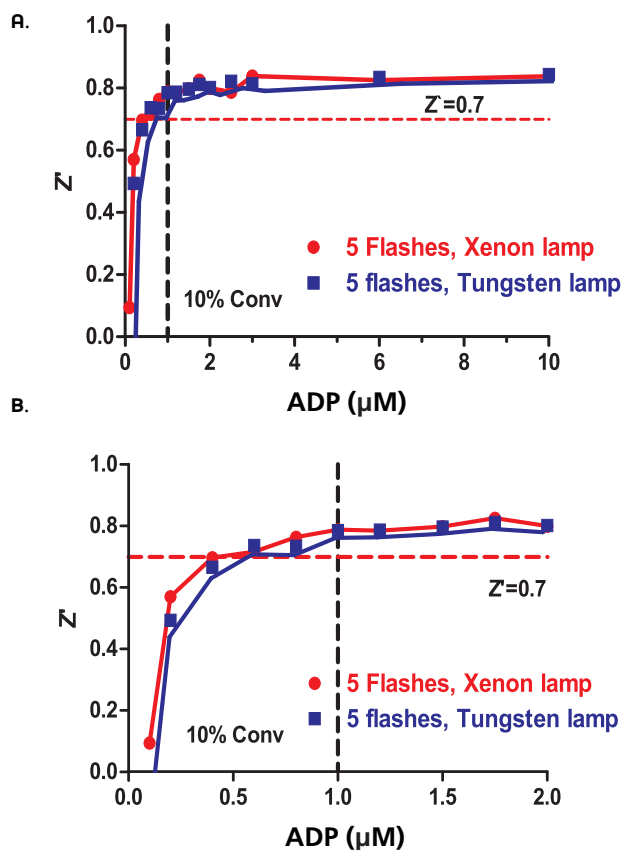 A.
1.0
0.8
0.6
0.4
0.2
0.0
Z'
Z`=0.7
5 Flashes, Xenon lamp
5 flashes, Tungsten lamp
10% Conv
0 2 4 6 8 10
ADP (µM)
B.
1.0
0.8
0.6
0.4
0.2
0.0
Z'
Z'=0.7
5 Flashes, Xenon lamp
5 flashes, Tungsten lamp
10% Conv
0.0 0.5 1.0 1.5 2.0
ADP (µM)